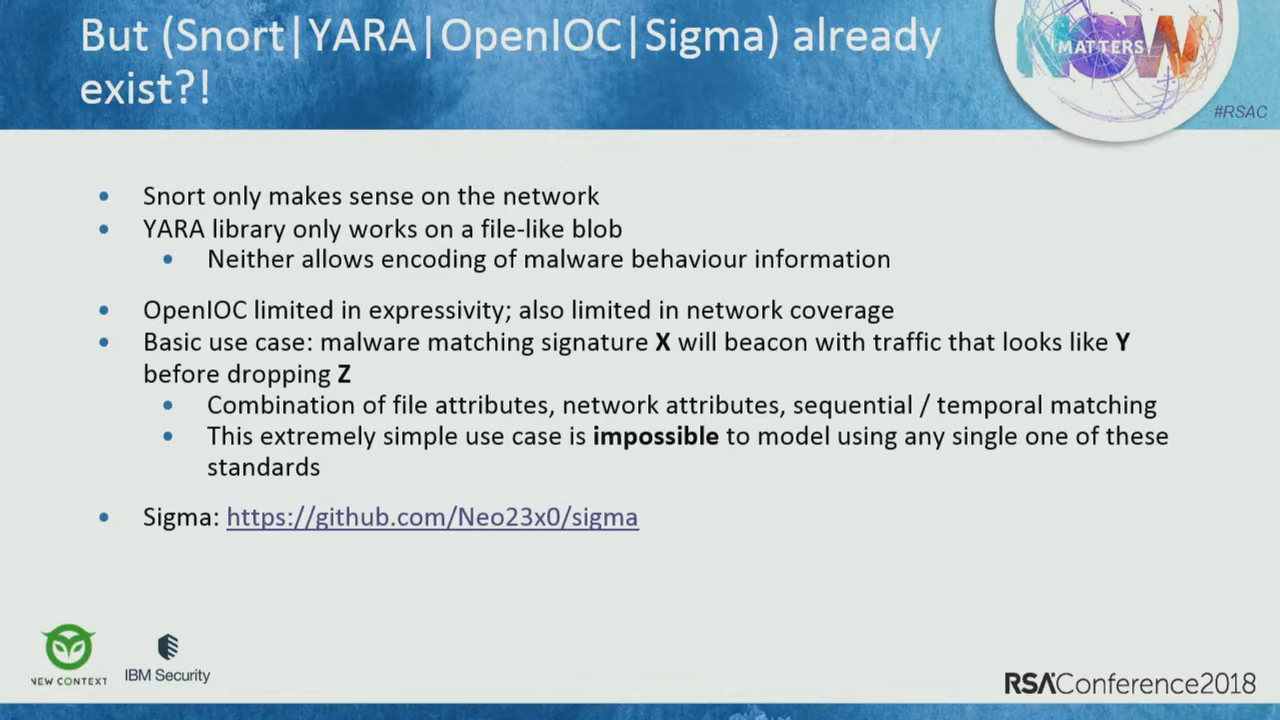 But (Snort|YARA|OpenIOC|Sigma) already
exist?!
NOW
MATTERS
#RSAC
• Snort only makes sense on the network
• YARA library only works on a file-like blob
• Neither allows encoding of malware behaviour information
• OpenIOC limited in expressivity; also limited in network coverage
• Basic use case: malware matching signature X will beacon with traffic that looks like Y
before dropping Z
• Combination of file attributes, network attributes, sequential / temporal matching
• This extremely simple use case is impossible to model using any single one of these
standards
• Sigma: https://github.com/Neo23x0/sigma
NEW CONTEXT
IBM Security
RSAConference2018